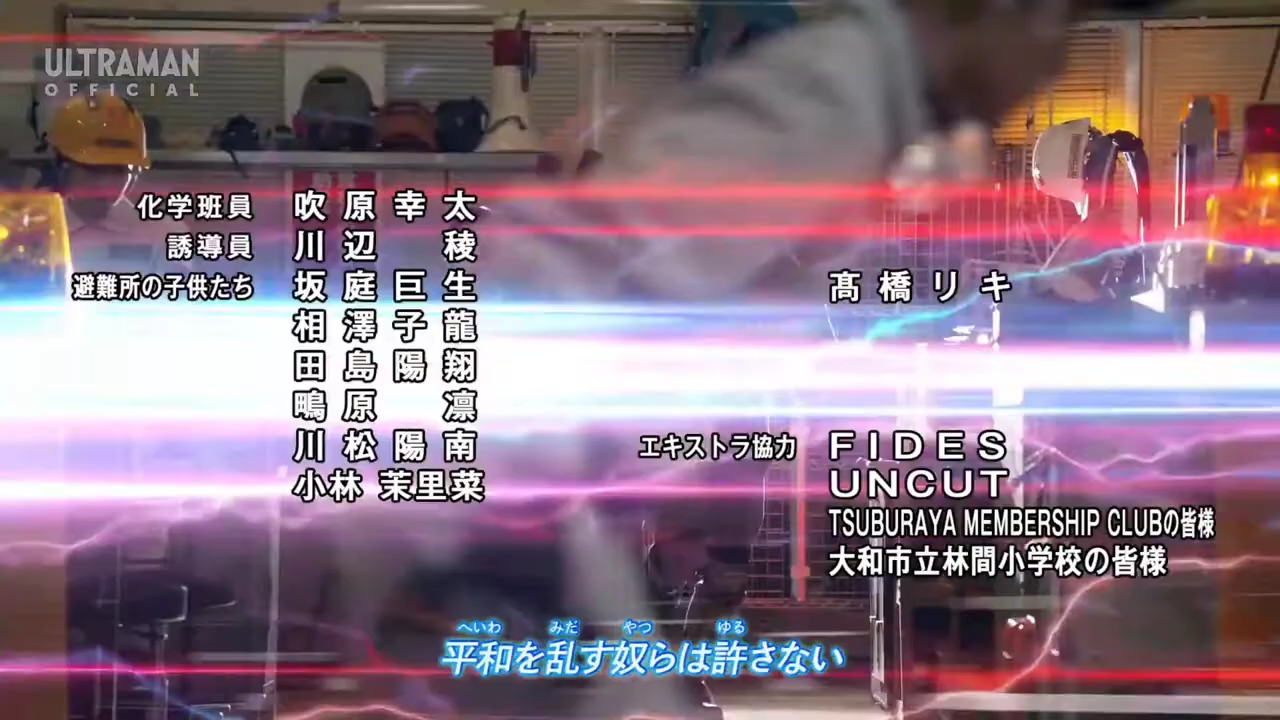 ULTRAMAN
OFFICIAL
化学班員 吹原幸太
誘導員 川辺 稜
避難所の子供たち 坂庭巨生
相澤子龍
田島陽翔
鴫原 凛
川松陽南
小林 茉里菜
髙橋リキ
エキストラ協力 FIDES
UNCUT
TSUBURAYA MEMBERSHIP CLUBの皆様
大和市立林間小学校の皆様
へいわ みだ やつ ゆる
平和を乱す奴らは許さない